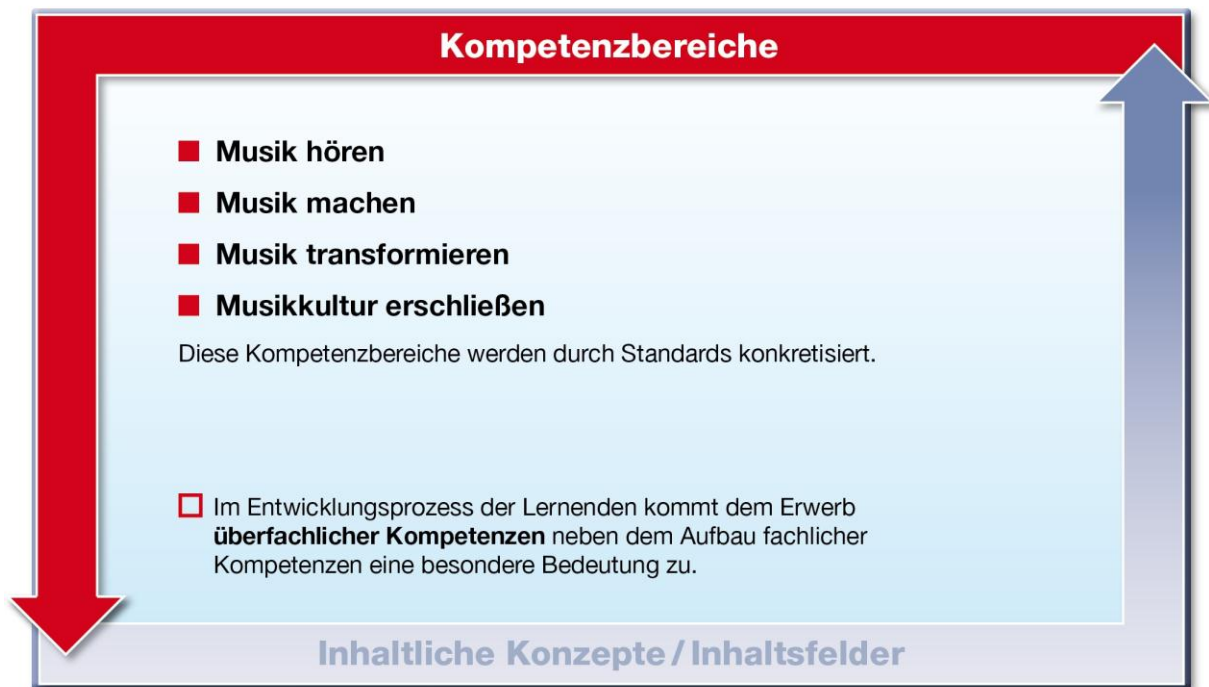 Kompetenzbereiche
Musik hören
Musik machen
Musik transformieren
Musikkultur erschließen
Diese Kompetenzbereiche werden durch Standards konkretisiert.
Im Entwicklungsprozess der Lernenden kommt dem Erwerb
überfachlicher Kompetenzen neben dem Aufbau fachlicher
Kompetenzen eine besondere Bedeutung zu.
Inhaltliche Konzepte / Inhaltsfelder